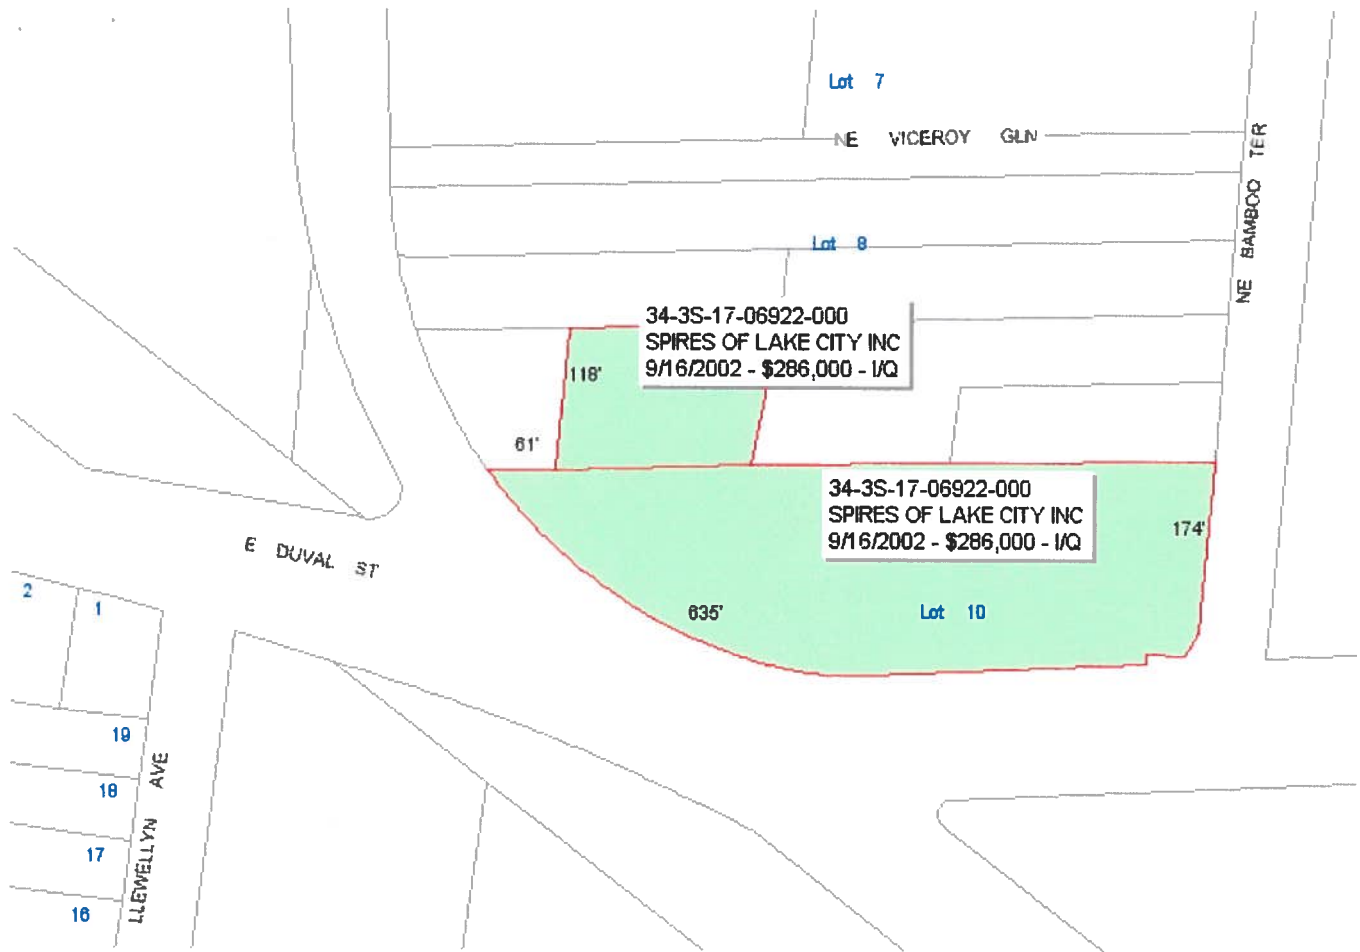 Lot 7
NE VICEROY GLN
NE BAMBOO TER
Lot 8
34-3S-17-06922-000
SPIRES OF LAKE CITY INC
9/16/2002 - $286,000 - I/Q
118'
61'
34-3S-17-06922-000
SPIRES OF LAKE CITY INC
9/16/2002 - $286,000 - I/Q
174'
E DUVAL ST
635'
Lot 10
2
1
19
18
17
16
LLEWELLYN AVE